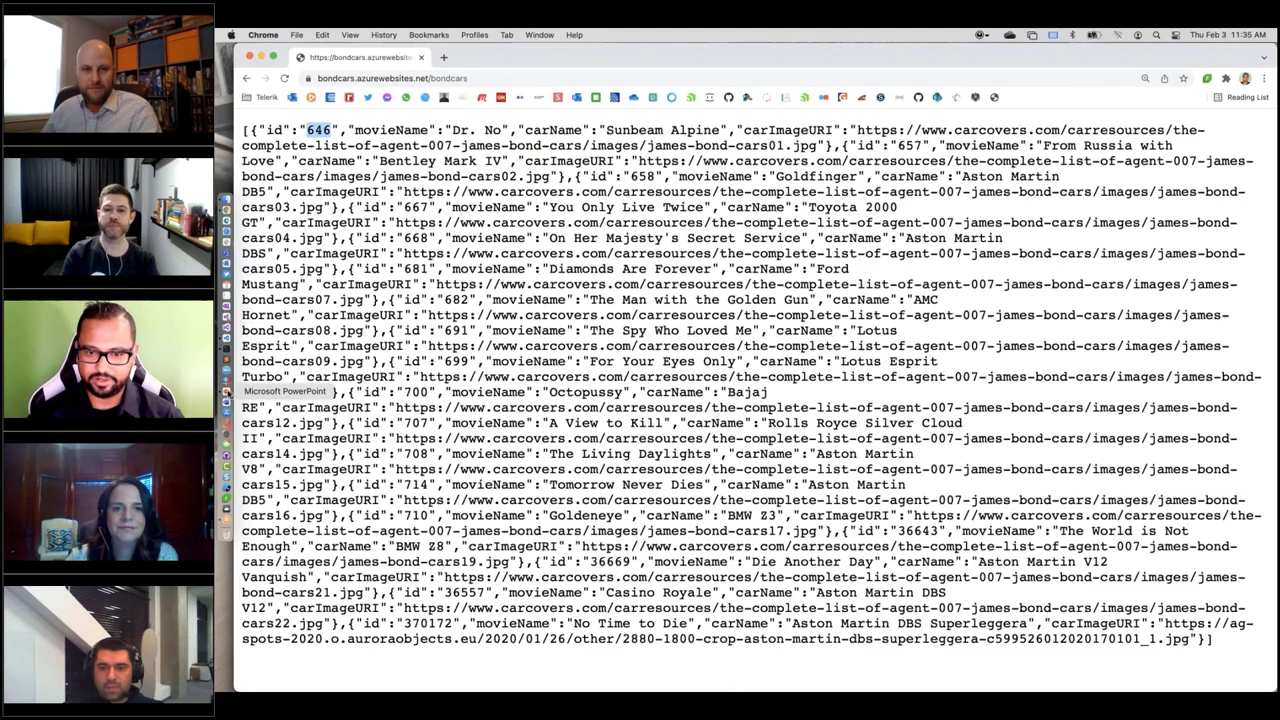 Chrome File Edit View History Bookmarks Profiles Tab Window Help Thu Feb 3 11:35 AM
https://bondcars.azurewebsites
bondcars.azurewebsites.net/bondcars
Telerik Reading List
[{"id":"646","movieName":"Dr. No","carName":"Sunbeam Alpine","carImageURI":"https://www.carcovers.com/carresources/the-
complete-list-of-agent-007-james-bond-cars/images/james-bond-cars01.jpg"},{"id":"657","movieName":"From Russia with
Love","carName":"Bentley Mark IV","carImageURI":"https://www.carcovers.com/carresources/the-complete-list-of-agent-007-james-bond-
cars/images/james-bond-cars02.jpg"},{"id":"658","movieName":"Goldfinger","carName":"Aston Martin
DB5","carImageURI":"https://www.carcovers.com/carresources/the-complete-list-of-agent-007-james-bond-cars/images/james-bond-
cars03.jpg"},{"id":"667","movieName":"You Only Live Twice","carName":"Toyota 2000
GT","carImageURI":"https://www.carcovers.com/carresources/the-complete-list-of-agent-007-james-bond-cars/images/james-bond-
cars04.jpg"},{"id":"668","movieName":"On Her Majesty's Secret Service","carName":"Aston Martin
DBS","carImageURI":"https://www.carcovers.com/carresources/the-complete-list-of-agent-007-james-bond-cars/images/james-bond-
cars05.jpg"},{"id":"681","movieName":"Diamonds Are Forever","carName":"Ford
Mustang","carImageURI":"https://www.carcovers.com/carresources/the-complete-list-of-agent-007-james-bond-cars/images/james-
bond-cars07.jpg"},{"id":"682","movieName":"The Man with the Golden Gun","carName":"AMC
Hornet","carImageURI":"https://www.carcovers.com/carresources/the-complete-list-of-agent-007-james-bond-cars/images/james-
bond-cars08.jpg"},{"id":"691","movieName":"The Spy Who Loved Me","carName":"Lotus
Esprit","carImageURI":"https://www.carcovers.com/carresources/the-complete-list-of-agent-007-james-bond-cars/images/james-
bond-cars09.jpg"},{"id":"699","movieName":"For Your Eyes Only","carName":"Lotus Esprit
Turbo","carImageURI":"https://www.carcovers.com/carresources/the-complete-list-of-agent-007-james-bond-cars/images/james-
Microsoft PowerPoint },{"id":"700","movieName":"Octopussy","carName":"Bajaj
RE","carImageURI":"https://www.carcovers.com/carresources/the-complete-list-of-agent-007-james-bond-cars/images/james-bond-
cars12.jpg"},{"id":"707","movieName":"A View to Kill","carName":"Rolls Royce Silver Cloud
II","carImageURI":"https://www.carcovers.com/carresources/the-complete-list-of-agent-007-james-bond-cars/images/james-bond-
cars14.jpg"},{"id":"708","movieName":"The Living Daylights","carName":"Aston Martin
V8","carImageURI":"https://www.carcovers.com/carresources/the-complete-list-of-agent-007-james-bond-cars/images/james-bond-
cars15.jpg"},{"id":"714","movieName":"Tomorrow Never Dies","carName":"Aston Martin
DB5","carImageURI":"https://www.carcovers.com/carresources/the-complete-list-of-agent-007-james-bond-cars/images/james-bond-
cars16.jpg"},{"id":"710","movieName":"Goldeneye","carName":"BMW Z3","carImageURI":"https://www.carcovers.com/carresources/the-
complete-list-of-agent-007-james-bond-cars/images/james-bond-cars17.jpg"},{"id":"36643","movieName":"The World is Not
Enough","carName":"BMW Z8","carImageURI":"https://www.carcovers.com/carresources/the-complete-list-of-agent-007-james-bond-
cars/images/james-bond-cars19.jpg"},{"id":"36669","movieName":"Die Another Day","carName":"Aston Martin V12
Vanquish","carImageURI":"https://www.carcovers.com/carresources/the-complete-list-of-agent-007-james-bond-cars/images/james-
bond-cars21.jpg"},{"id":"36557","movieName":"Casino Royale","carName":"Aston Martin DBS
V12","carImageURI":"https://www.carcovers.com/carresources/the-complete-list-of-agent-007-james-bond-cars/images/james-bond-
cars22.jpg"},{"id":"370172","movieName":"No Time to Die","carName":"Aston Martin DBS Superleggera","carImageURI":"https://ag-
spots-2020.o.auroraobjects.eu/2020/01/26/other/2880-1800-crop-aston-martin-dbs-superleggera-c599526012020170101_1.jpg"}]